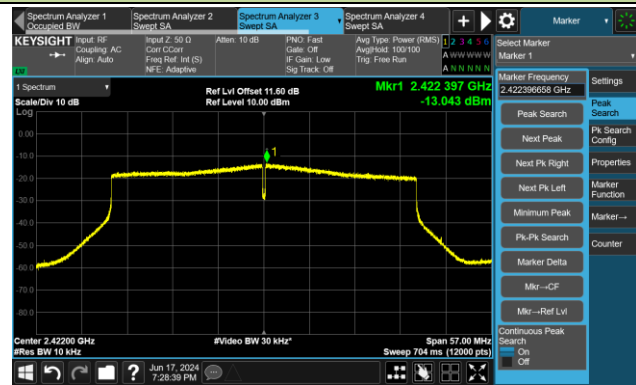 Spectrum Analyzer 1
Occupied BW
Spectrum Analyzer 2
Swept SA
Spectrum Analyzer 3
Swept SA
Spectrum Analyzer 4
Swept SA
Marker
KEYSIGHT
Input: RF
Coupling: AC
Align: Auto
Input Z: 50 Ω
Corr CCorr
Freq Ref: Int (S)
NFE: Adaptive
Atten: 10 dB
PNO: Fast
Gate: Off
IF Gain: Low
Sig Track: Off
Avg Type: Power (RMS)
Avg|Hold: 100/100
Trig: Free Run
1 2 3 4 5 6
A W W W W W
A N N N N N
LW
Select Marker
Marker 1
1 Spectrum
Scale/Div 10 dB
Log
Ref Lvl Offset 11.60 dB
Ref Level 10.00 dBm
Mkr1 2.422 397 GHz
-13.043 dBm
1
0.00
-10.0
-20.0
-30.0
-40.0
-50.0
-60.0
-70.0
-80.0
Center 2.42200 GHz
#Res BW 10 kHz
#Video BW 30 kHz*
Span 57.00 MHz
Sweep 704 ms (12000 pts)
Marker Frequency
2.422396658 GHz
Peak Search
Next Peak
Next Pk Right
Next Pk Left
Minimum Peak
Pk-Pk Search
Marker Delta
Mkr→CF
Mkr→Ref Lvl
Continuous Peak
Search
On
Off
Settings
Peak
Search
Pk Search
Config
Properties
Marker
Function
Marker→
Counter
?
Jun 17, 2024
7:28:39 PM